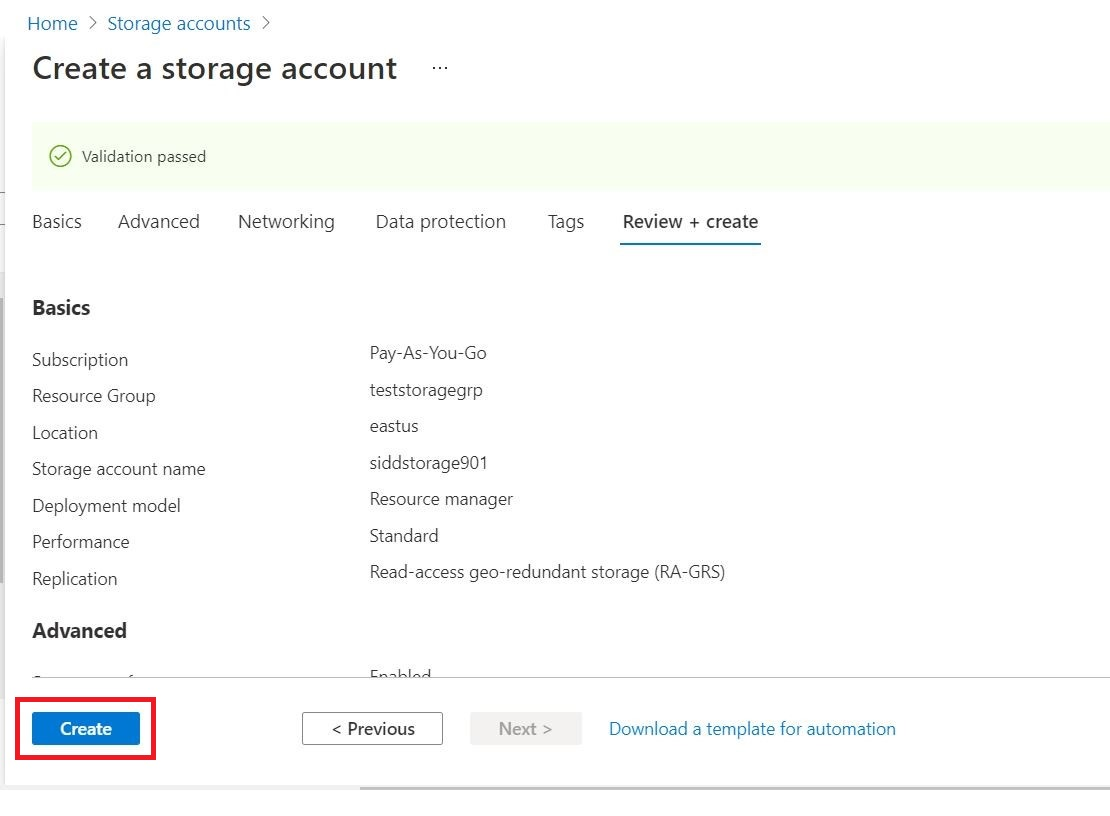 Home > Storage accounts >
Create a storage account ...
Validation passed
Basics Advanced Networking Data protection Tags Review + create
Basics
Subscription Pay-As-You-Go
Resource Group teststoragegrp
Location eastus
Storage account name siddstorage901
Deployment model Resource manager
Performance Standard
Replication Read-access geo-redundant storage (RA-GRS)
Advanced
Enabled
Create < Previous Next > Download a template for automation